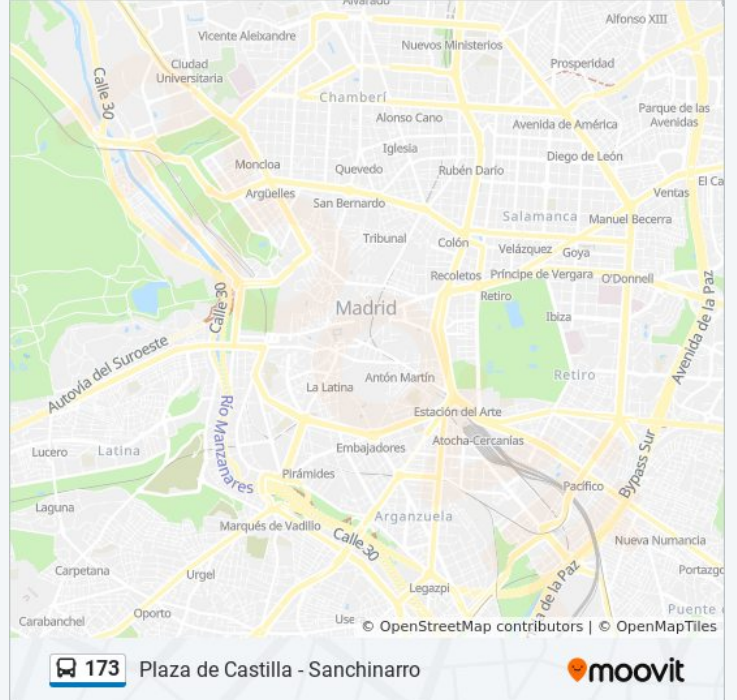 Alvarado
Alfonso XIII
Vicente Aleixandre
Nuevos Ministerios
Ciudad
Universitaria
Prosperidad
Calle 30
Chamberí
Parque de las
Avenidas
Alonso Cano
Avenida de América
Iglesia
Diego de León
Moncloa
Quevedo
Rubén Darío
El Ca
Argüelles
Ventas
San Bernardo
Salamanca
Manuel Becerra
Tribunal
Colón
Velázquez
Goya
Recoletos
Príncipe de Vergara
O'Donnell
Retiro
Calle 30
Madrid
Ibiza
Avenida de la Paz
Autovía del Suroeste
La Latina
Antón Martín
Retiro
Estación del Arte
Río Manzanares
Atocha-Cercanías
Lucero
Latina
Embajadores
Bypass Sur
Pirámides
Pacífico
Laguna
Arganzuela
Marqués de Vadillo
Calle 30
Nueva Numancia
Carpetana
Urgel
Portazgo
Legazpi
a de la Paz
Oporto
Puente
Carabanchel
Use
© OpenStreetMap contributors | © OpenMapTiles
173 Plaza de Castilla - Sanchinarro
moovit